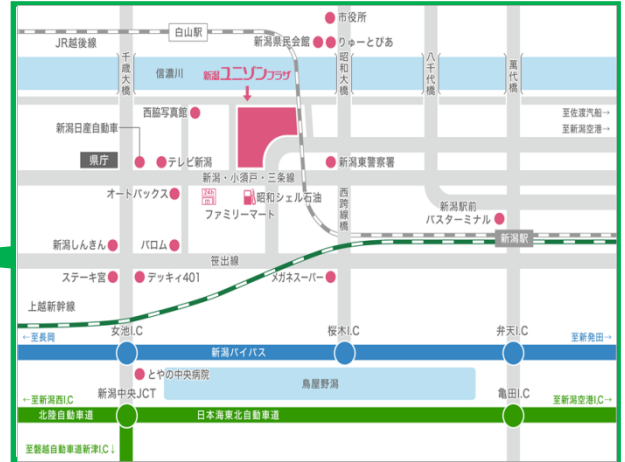 市役所
白山駅
JR越後線
新潟県民会館
りゅーとぴあ
千歳大橋
昭和大橋
八千代橋
萬代橋
信濃川
新潟ユニゾンプラザ
西脇写真館
至佐渡汽船→
至新潟空港→
新潟日産自動車
県庁
テレビ新潟
新潟東警察署
新潟・小須戸・三条線
オートバックス
24h
昭和シェル石油
ファミリーマート
西跨線橋
新潟駅前
バスターミナル
新潟駅
新潟しんきん
バロム
笹出線
ステーキ宮
デッキィ401
メガネスーパー
上越新幹線
女池I.C
桜木I.C
弁天I.C
←至長岡
新潟バイパス
至新発田→
とやの中央病院
鳥屋野潟
新潟中央JCT
亀田I.C
←至新潟西I.C
至新潟空港I.C→
北陸自動車道
日本海東北自動車道
至磐越自動車道新津I.C↓